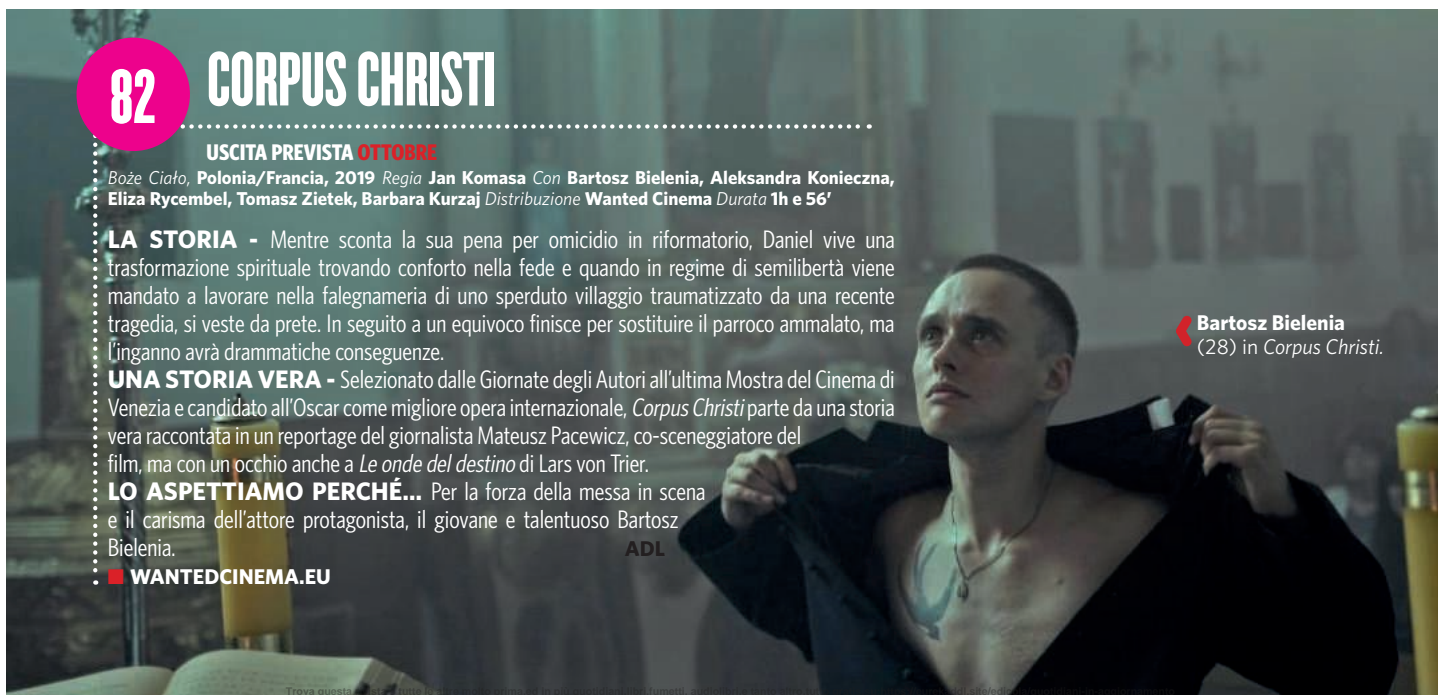 82
CORPUS CHRISTI
USCITA PREVISTA OTTOBRE
Boże Ciało, Polonia/Francia, 2019 Regia Jan Komasa Con Bartosz Bielenia, Aleksandra Konieczna,
Eliza Rycembel, Tomasz Zietek, Barbara Kurzaj Distribuzione Wanted Cinema Durata 1h e 56’
LA STORIA - Mentre sconta la sua pena per omicidio in riformatorio, Daniel vive una
trasformazione spirituale trovando conforto nella fede e quando in regime di semilibertà viene
mandato a lavorare nella falegnameria di uno sperduto villaggio traumatizzato da una recente
tragedia, si veste da prete. In seguito a un equivoco finisce per sostituire il parroco ammalato, ma
l’inganno avrà drammatiche conseguenze.
UNA STORIA VERA - Selezionato dalle Giornate degli Autori all’ultima Mostra del Cinema di
Venezia e candidato all’Oscar come migliore opera internazionale, Corpus Christi parte da una storia
vera raccontata in un reportage del giornalista Mateusz Pacewicz, co-sceneggiatore del
film, ma con un occhio anche a Le onde del destino di Lars von Trier.
LO ASPETTIAMO PERCHÉ... Per la forza della messa in scena
e il carisma dell’attore protagonista, il giovane e talentuoso Bartosz
Bielenia. ADL
WANTEDCINEMA.EU
Bartosz Bielenia
(28) in Corpus Christi.
Trova questa